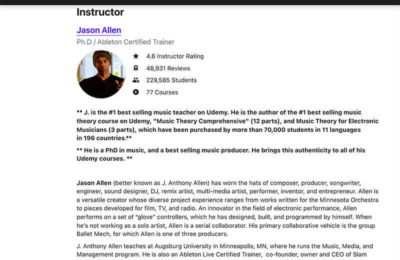 Instructor
Jason Allen
Ph.D / Ableton Certified Trainer
4.6 Instructor Rating
48,931 Reviews
229,585 Students
77 Courses
** J. is the #1 best selling music teacher on Udemy. He is the author of the #1 best selling music
theory course on Udemy, "Music Theory Comprehensive" (12 parts), and Music Theory for Electronic
Musicians (3 parts), which have been purchased by more than 70,000 students in 11 languages
in 196 countries.**
** He is a PhD in music, and a best selling music producer. He brings this authenticity to all of his
Udemy courses. **
Jason Allen (better known as J. Anthony Allen) has worn the hats of composer, producer, songwriter,
engineer, sound designer, DJ, remix artist, multi-media artist, performer, inventor, and entrepreneur. Allen is
a versatile creator whose diverse project experience ranges from works written for the Minnesota Orchestra
to pieces developed for film, TV, and radio. An innovator in the field of electronic performance, Allen
performs on a set of "glove" controllers, which he has designed, built, and programmed by himself. When
he's not working as a solo artist, Allen is a serial collaborator. His primary collaborative vehicle is the group
Ballet Mech, for which Allen is one of three producers.
J. Anthony Allen teaches at Augsburg University in Minneapolis, MN, where he runs the Music, Media, and
Management program. He is also an Ableton Live Certified Trainer, co-founder, owner and CEO of Slam